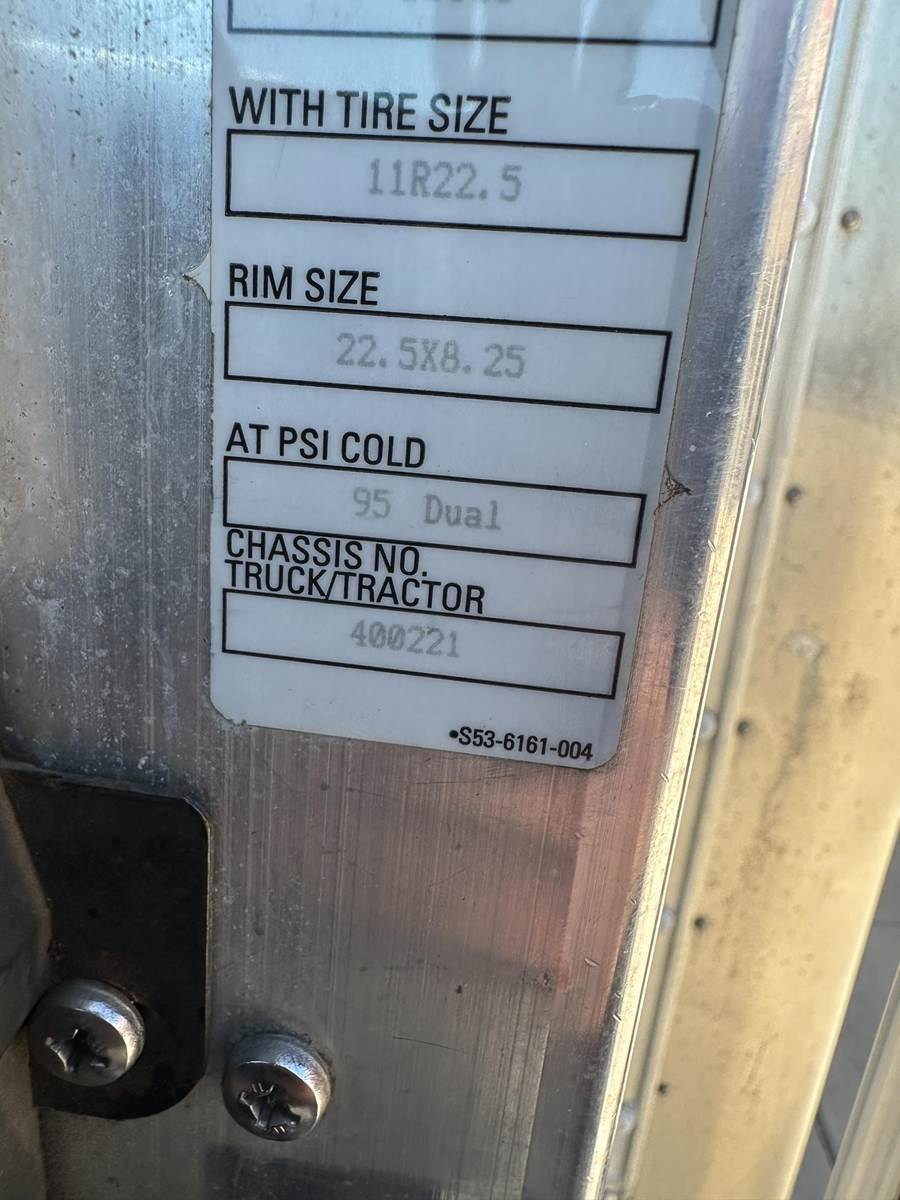 WITH TIRE SIZE
11R22.5
RIM SIZE
22.5X8.25
AT PSI COLD
95 Dual
CHASSIS NO.
TRUCK/TRACTOR
400221
•S53-6161-004